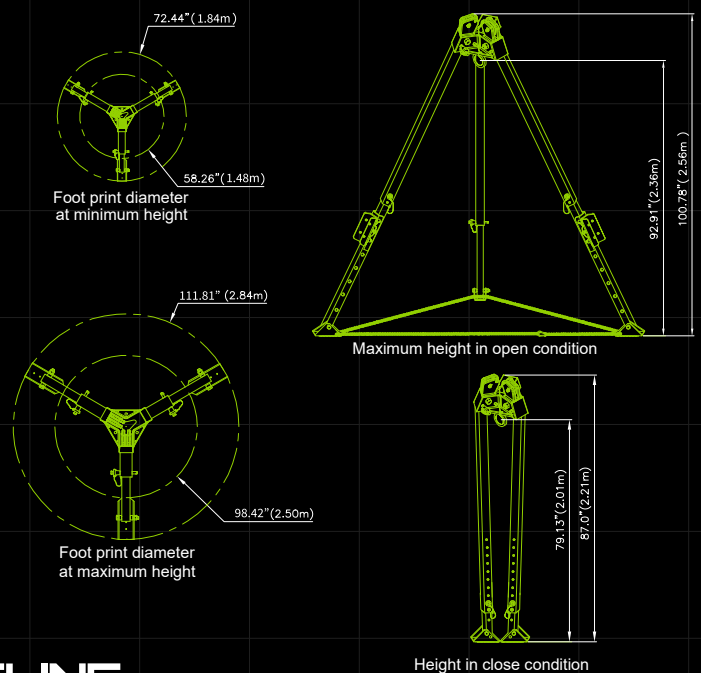 72.44"(1.84m)
58.26"(1.48m)
Foot print diameter
at minimum height
111.81" (2.84m)
98.42"(2.50m)
Foot print diameter
at maximum height
92.91"(2.36m)
100.78"(2.56m)
Maximum height in open condition
79.13"(2.01m)
87.0"(2.21m)
Height in close condition